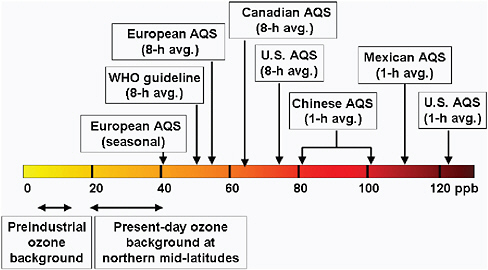 Canadian AQS
(8-h avg.)
European AQS
(8-h avg.)
U.S. AQS
(8-h avg.)
Mexican AQS
(1-h avg.)
WHO guideline
(8-h avg.)
Chinese AQS
(1-h avg.)
U.S. AQS
(1-h avg.)
European AQS
(seasonal)
0 20 40 60 80 100 120 ppb
Preindustrial
ozone
background
Present-day ozone
background at
northern mid-latitudes